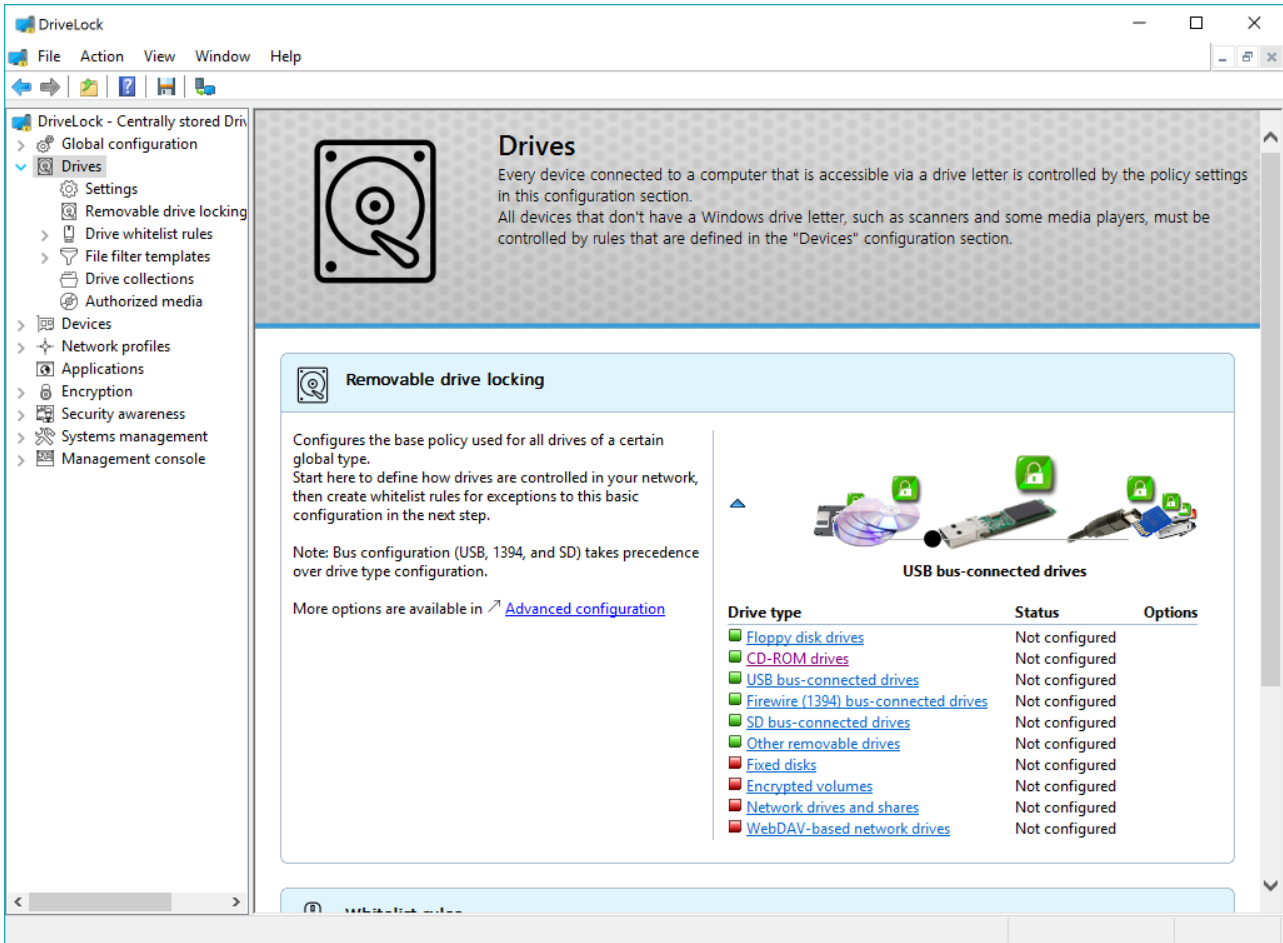 DriveLock
File Action View Window Help
DriveLock - Centrally stored Driv
Global configuration
Drives
Settings
Removable drive locking
Drive whitelist rules
File filter templates
Drive collections
Authorized media
Devices
Network profiles
Applications
Encryption
Security awareness
Systems management
Management console
Drives
Every device connected to a computer that is accessible via a drive letter is controlled by the policy settings
in this configuration section.
All devices that don't have a Windows drive letter, such as scanners and some media players, must be
controlled by rules that are defined in the "Devices" configuration section.
Removable drive locking
Configures the base policy used for all drives of a certain
global type.
Start here to define how drives are controlled in your network,
then create whitelist rules for exceptions to this basic
configuration in the next step.
Note: Bus configuration (USB, 1394, and SD) takes precedence
over drive type configuration.
More options are available in Advanced configuration
USB bus-connected drives
Drive type Status Options
Floppy disk drives Not configured
CD-ROM drives Not configured
USB bus-connected drives Not configured
Firewire (1394) bus-connected drives Not configured
SD bus-connected drives Not configured
Other removable drives Not configured
Fixed disks Not configured
Encrypted volumes Not configured
Network drives and shares Not configured
WebDAV-based network drives Not configured
Whitelist rules